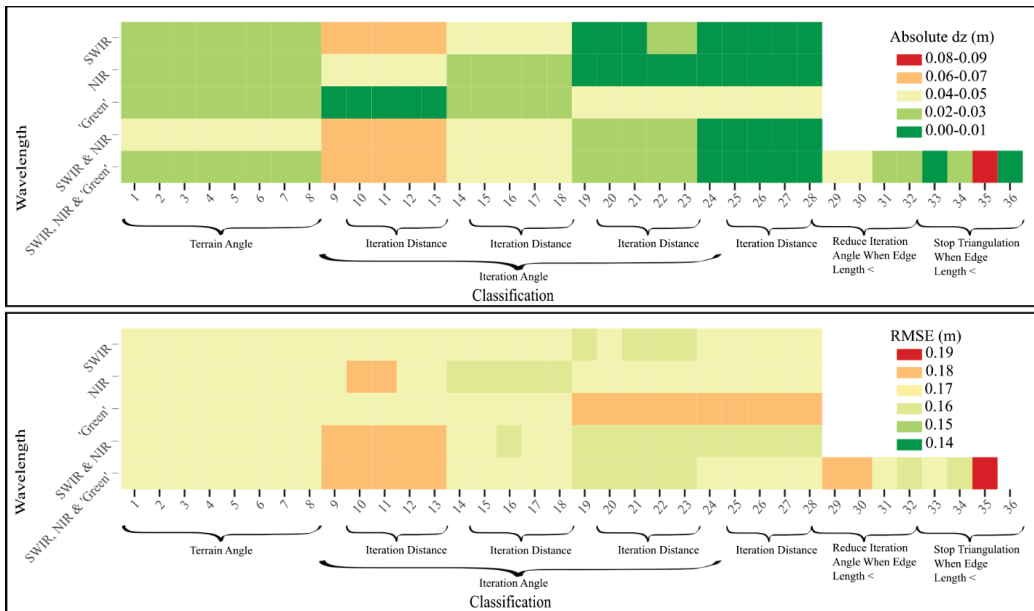 Absolute dz (m)
0.08-0.09
0.06-0.07
0.04-0.05
0.02-0.03
0.00-0.01
Wavelength
SWIR
NIR
'Green'
SWIR & NIR
SWIR, NIR & 'Green'
1 2 3 4 5 6 7 8 9 10 11 12 13 14 15 16 17 18 19 20 21 22 23 24 25 26 27 28 29 30 31 32 33 34 35 36
Terrain Angle
Iteration Distance
Iteration Distance
Iteration Distance
Iteration Distance
Reduce Iteration
Angle When Edge
Length <
Stop Triangulation
When Edge
Length <
Iteration Angle
Classification
RMSE (m)
0.19
0.18
0.17
0.16
0.15
0.14
Wavelength
SWIR
NIR
'Green'
SWIR & NIR
SWIR, NIR & 'Green'
1 2 3 4 5 6 7 8 9 10 11 12 13 14 15 16 17 18 19 20 21 22 23 24 25 26 27 28 29 30 31 32 33 34 35 36
Terrain Angle
Iteration Distance
Iteration Distance
Iteration Distance
Iteration Distance
Reduce Iteration
Angle When Edge
Length <
Stop Triangulation
When Edge
Length <
Iteration Angle
Classification